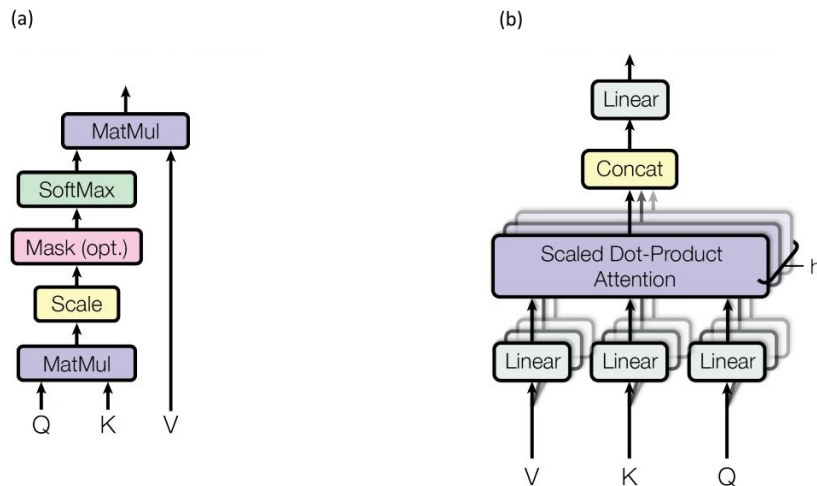 (a)
MatMul
SoftMax
Mask (opt.)
Scale
MatMul
Q K V
(b)
Linear
Concat
Scaled Dot-Product
Attention
h
Linear Linear Linear
V K Q